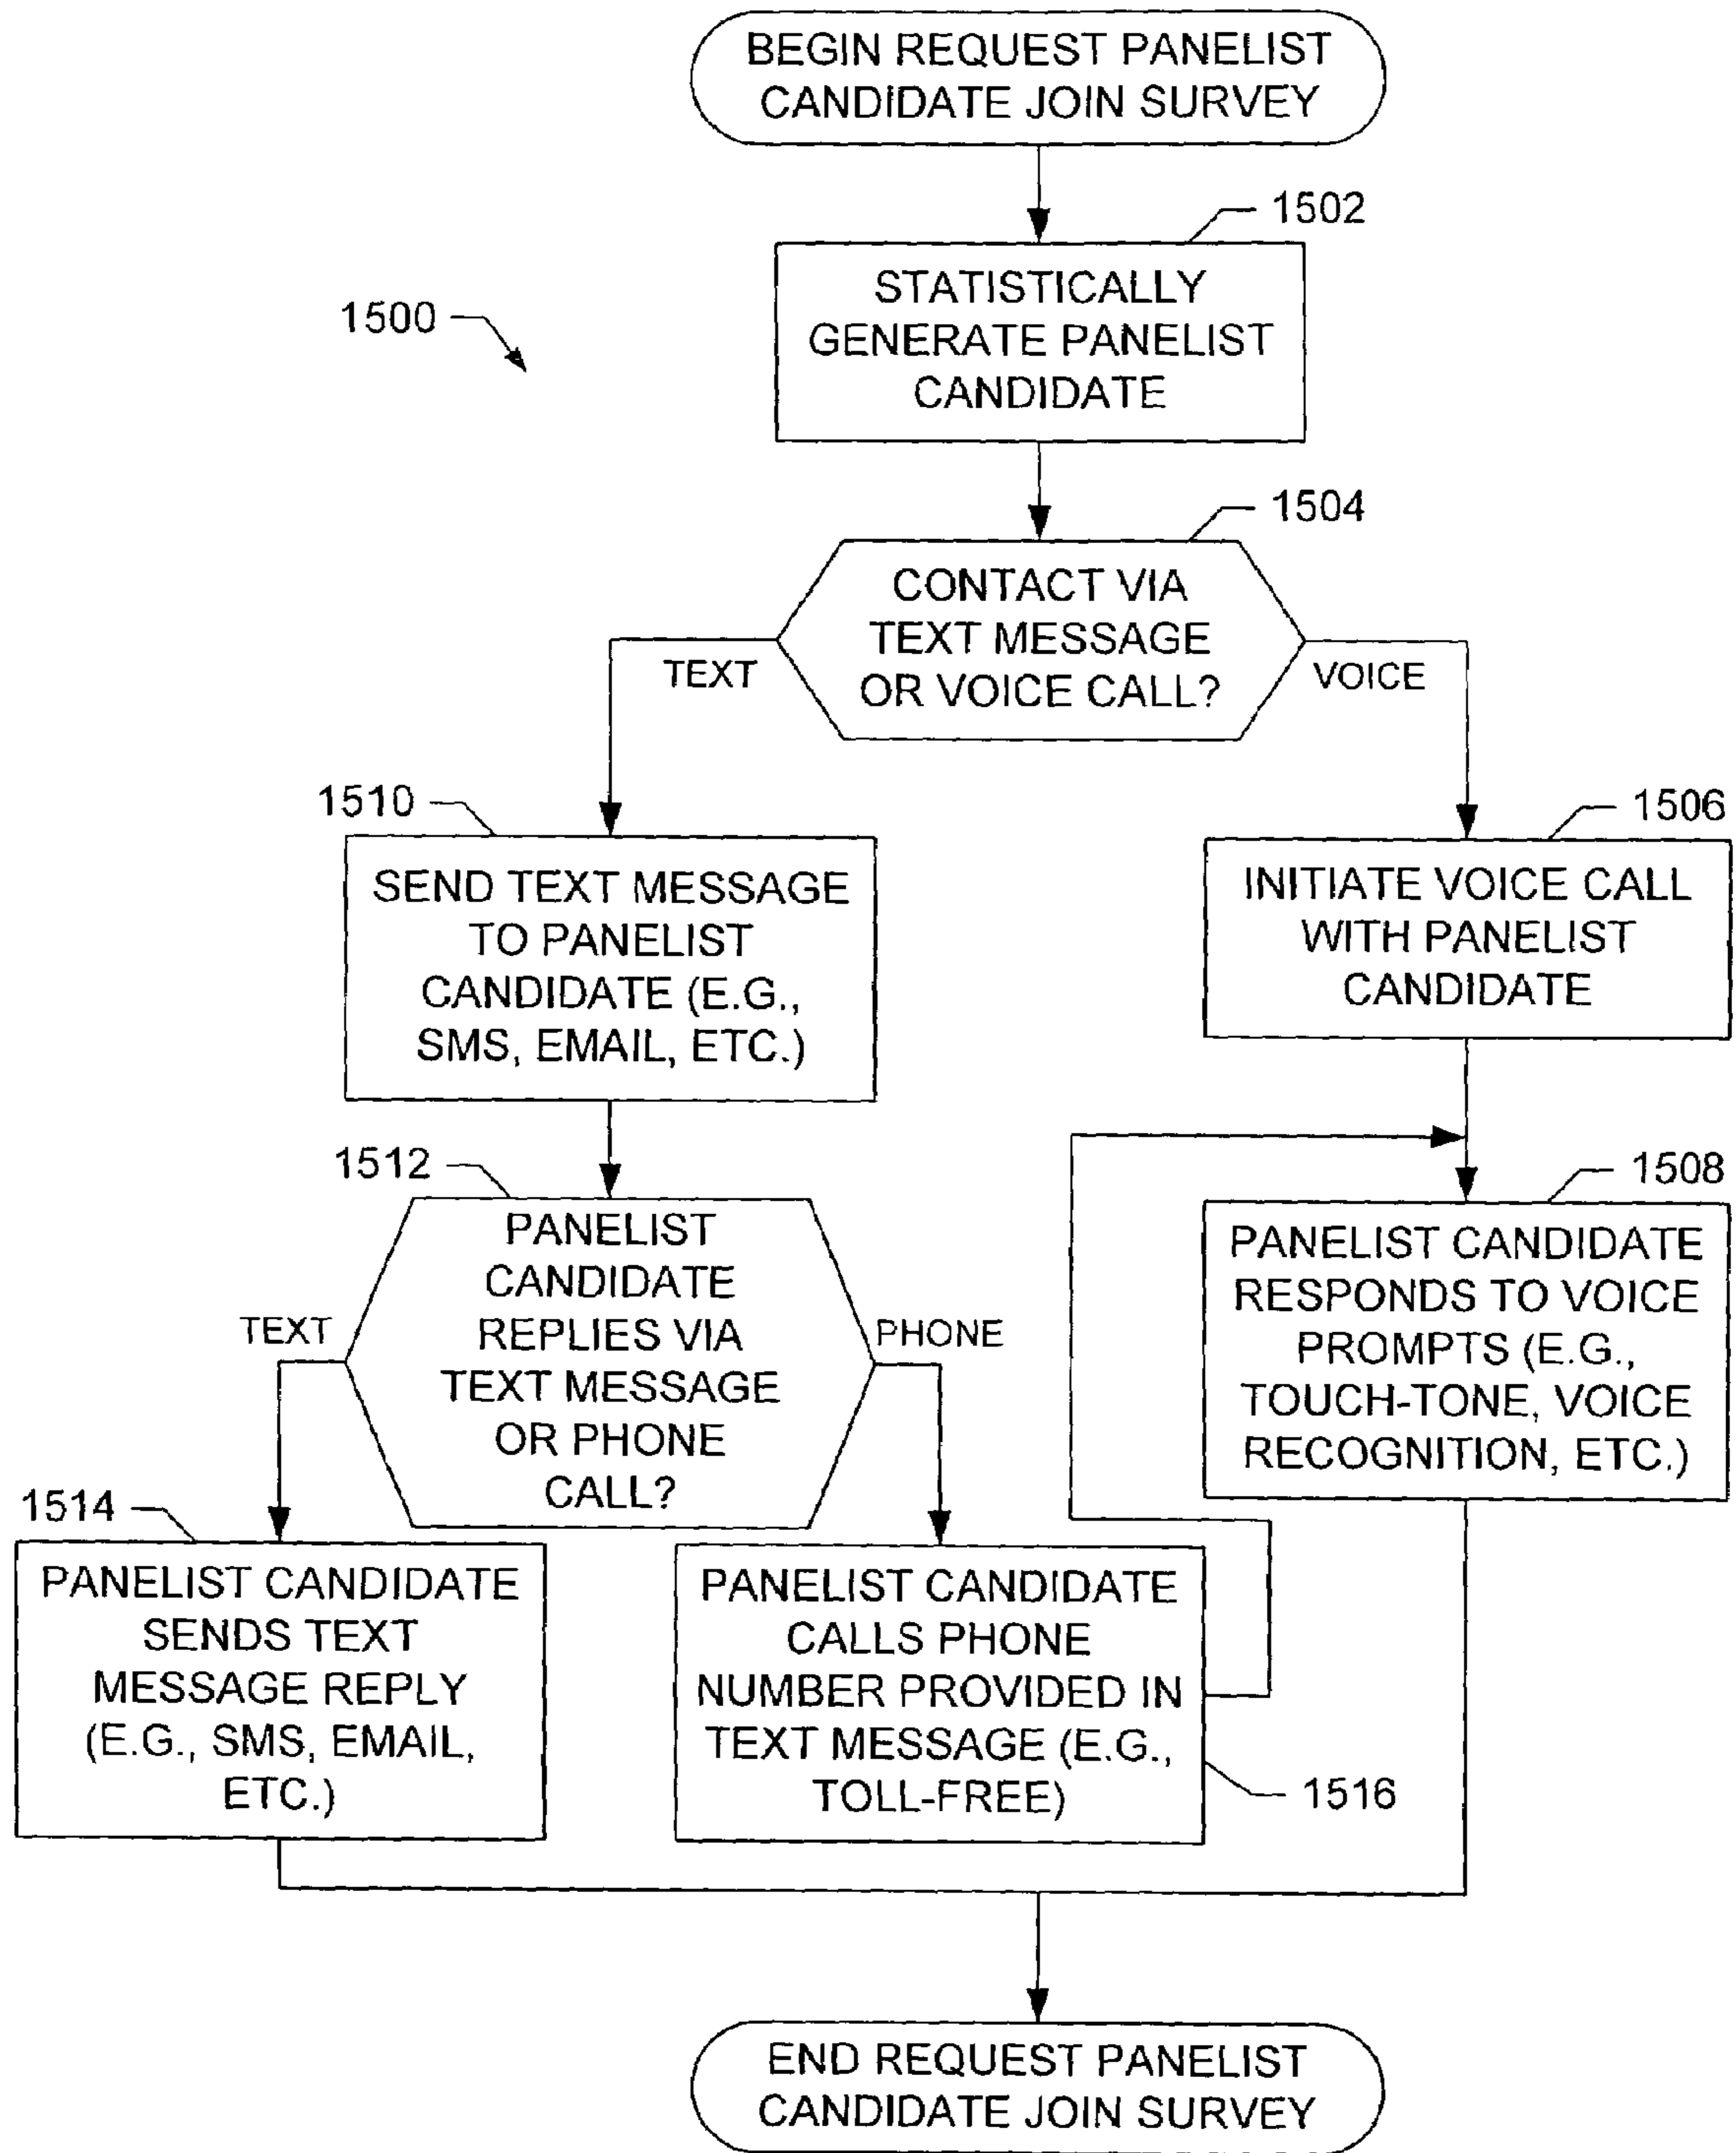 BEGIN REQUEST PANELIST
CANDIDATE JOIN SURVEY
1502
STATISTICALLY
GENERATE PANELIST
CANDIDATE
1500
1504
CONTACT VIA
TEXT MESSAGE
OR VOICE CALL?
TEXT
VOICE
1510
SEND TEXT MESSAGE
TO PANELIST
CANDIDATE (E.G.,
SMS, EMAIL, ETC.)
1506
INITIATE VOICE CALL
WITH PANELIST
CANDIDATE
1512
PANELIST
CANDIDATE
REPLIES VIA
TEXT MESSAGE
OR PHONE
CALL?
TEXT
PHONE
1508
PANELIST CANDIDATE
RESPONDS TO VOICE
PROMPTS (E.G.,
TOUCH-TONE, VOICE
RECOGNITION, ETC.)
1514
PANELIST CANDIDATE
SENDS TEXT
MESSAGE REPLY
(E.G., SMS, EMAIL,
ETC.)
PANELIST CANDIDATE
CALLS PHONE
NUMBER PROVIDED IN
TEXT MESSAGE (E.G.,
TOLL-FREE)
1516
END REQUEST PANELIST
CANDIDATE JOIN SURVEY